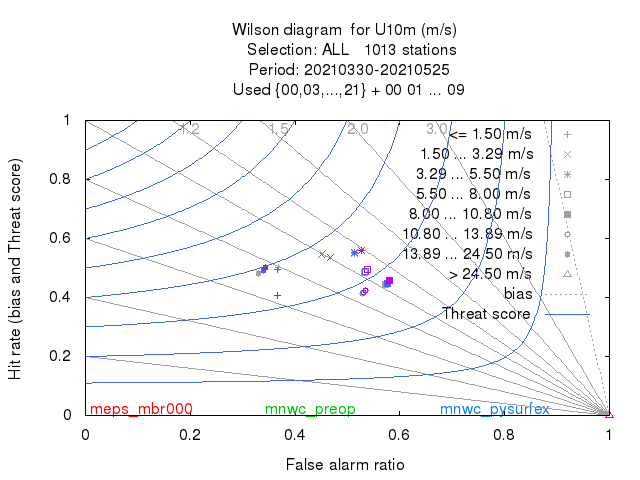 Wilson diagram for U10m (m/s)
Selection: ALL 1013 stations
Period: 20210330-20210525
Used {00,03,...,21} + 00 01 ... 09
Hit rate (bias and Threat score)
1
0.8
0.6
0.4
0.2
0
1.2 1.5 2.0 3.0
<= 1.50 m/s
1.50 ... 3.29 m/s
3.29 ... 5.50 m/s
5.50 ... 8.00 m/s
8.00 ... 10.80 m/s
10.80 ... 13.89 m/s
13.89 ... 24.50 m/s
> 24.50 m/s
bias
Threat score
meps_mbr000 mnwc_preop mnwc_pysurfex
0 0.2 0.4 0.6 0.8 1
False alarm ratio